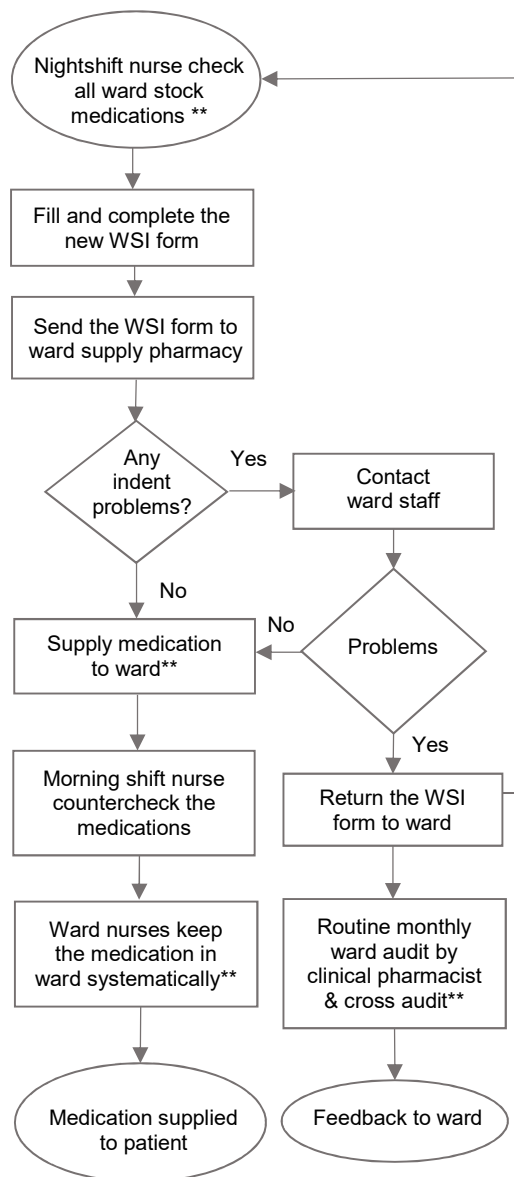 Nightshift nurse check
all ward stock
medications **
Fill and complete the
new WSI form
Send the WSI form to
ward supply pharmacy
Any
indent
problems?
Yes
Contact
ward staff
No
Supply medication
to ward**
No
Problems
Yes
Morning shift nurse
countercheck the
medications
Return the WSI
form to ward
Ward nurses keep
the medication in
ward systematically**
Routine monthly
ward audit by
clinical pharmacist
& cross audit**
Medication supplied
to patient
Feedback to ward